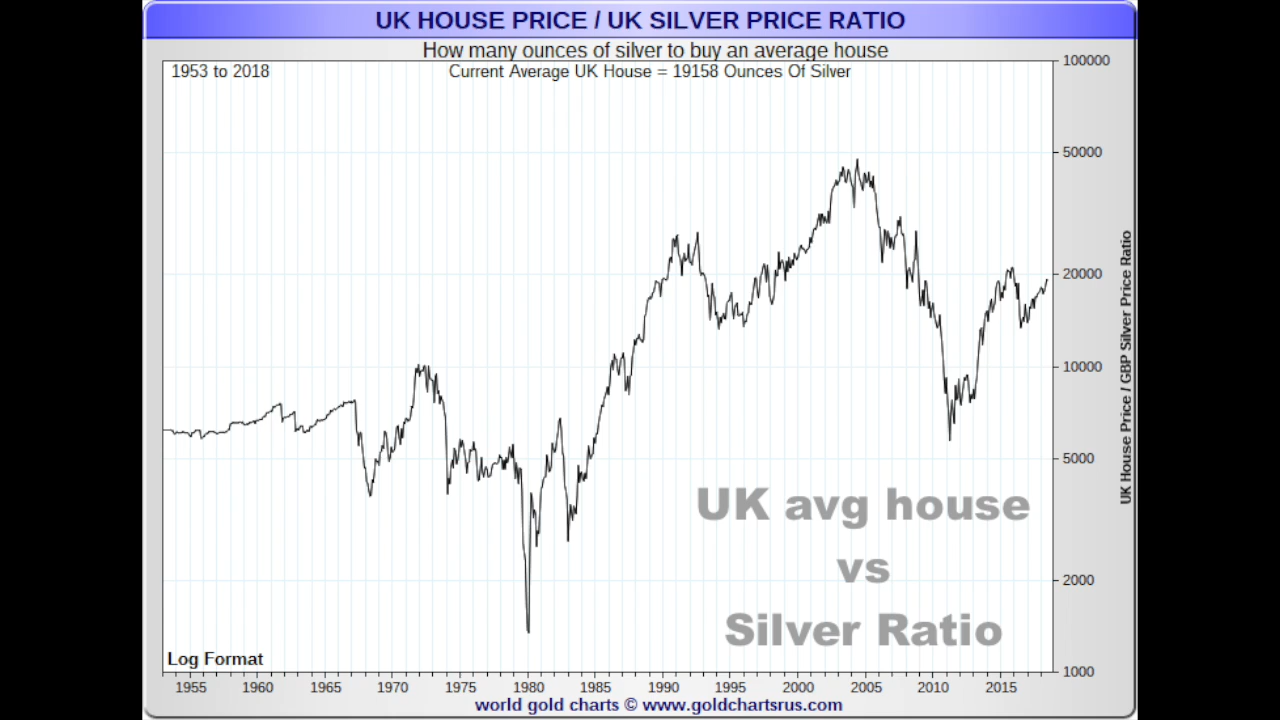 UK HOUSE PRICE / UK SILVER PRICE RATIO
How many ounces of silver to buy an average house
1953 to 2018
Current Average UK House = 19158 Ounces Of Silver
100000
50000
20000
10000
5000
2000
1000
UK House Price / GBP Silver Price Ratio
UK avg house
vs
Silver Ratio
Log Format
1955 1960 1965 1970 1975 1980 1985 1990 1995 2000 2005 2010 2015
world gold charts © www.goldchartsrus.com